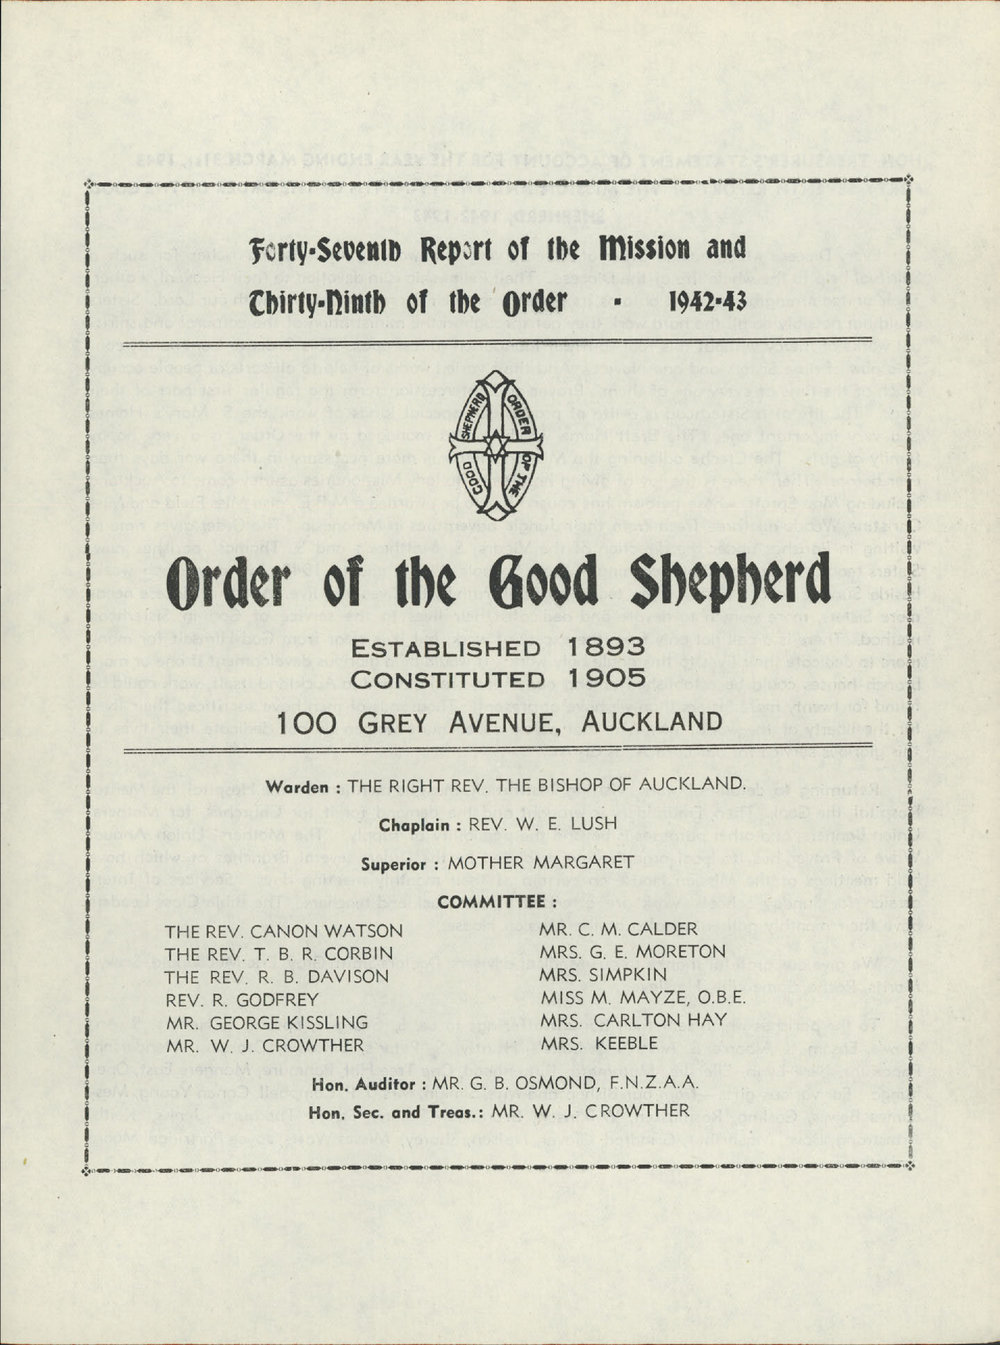 Forty-Seventh Report of the Mission and
Thirty-Ninth of the Order - 1942-43
GOOD SHEPHERD ORDER OF THE
Order of the Good Shepherd
ESTABLISHED 1893
CONSTITUTED 1905
100 GREY AVENUE, AUCKLAND
Warden : THE RIGHT REV. THE BISHOP OF AUCKLAND.
Chaplain : REV. W. E. LUSH
Superior : MOTHER MARGARET
COMMITTEE :
THE REV. CANON WATSON
THE REV. T. B. R. CORBIN
THE REV. R. B. DAVISON
REV. R. GODFREY
MR. GEORGE KISSLING
MR. W. J. CROWTHER
MR. C. M. CALDER
MRS. G. E. MORETON
MRS. SIMPKIN
MISS M. MAYZE, O.B.E.
MRS. CARLTON HAY
MRS. KEEBLE
Hon. Auditor : MR. G. B. OSMOND, F.N.Z.A.A.
Hon. Sec. and Treas.: MR. W. J. CROWTHER